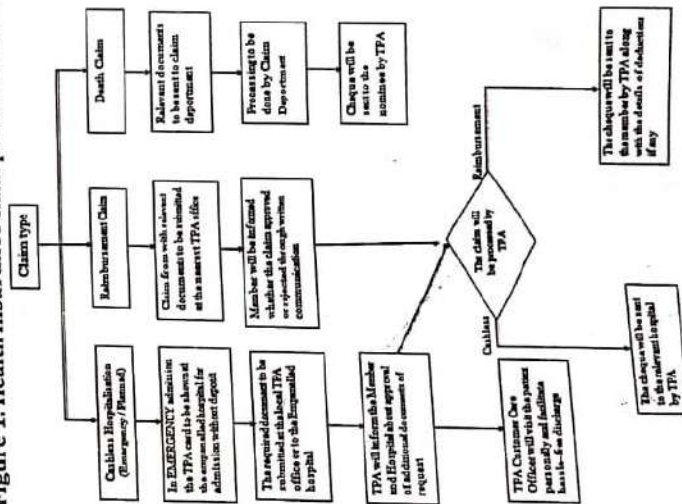 Figure 1: Health
Claim type
Cashless Hospitalisation
(Emergency / Planned)
In EMERGENCY admission
the TPA card to be shown at
the empanelled hospital for
admission without deposit
The required document to be
submitted at the local TPA
office or to the Empanelled
hospital
TPA will inform the Member
and Hospital about approval
of additional documents of
request
TPA Customer Care
Officer will visit the patient
personally and facilitate
hassle-free discharge
Reimbursement Claim
Claim from with relevant
documents to be submitted
at the nearest TPA office
Member will be informed
whether the claim approved
or rejected through written
communication
Death Claim
Relevant documents
to be sent to claim
department
Processing to be
done by Claim
Department
Cheque will be
sent to the
nominee by TPA
The claim will
be processed by
TPA
Cashless
Reimbursement
The cheque will be sent
to the relevant hospital
by TPA
The cheque will be sent to
the member by TPA along
with the details of deductions
if any